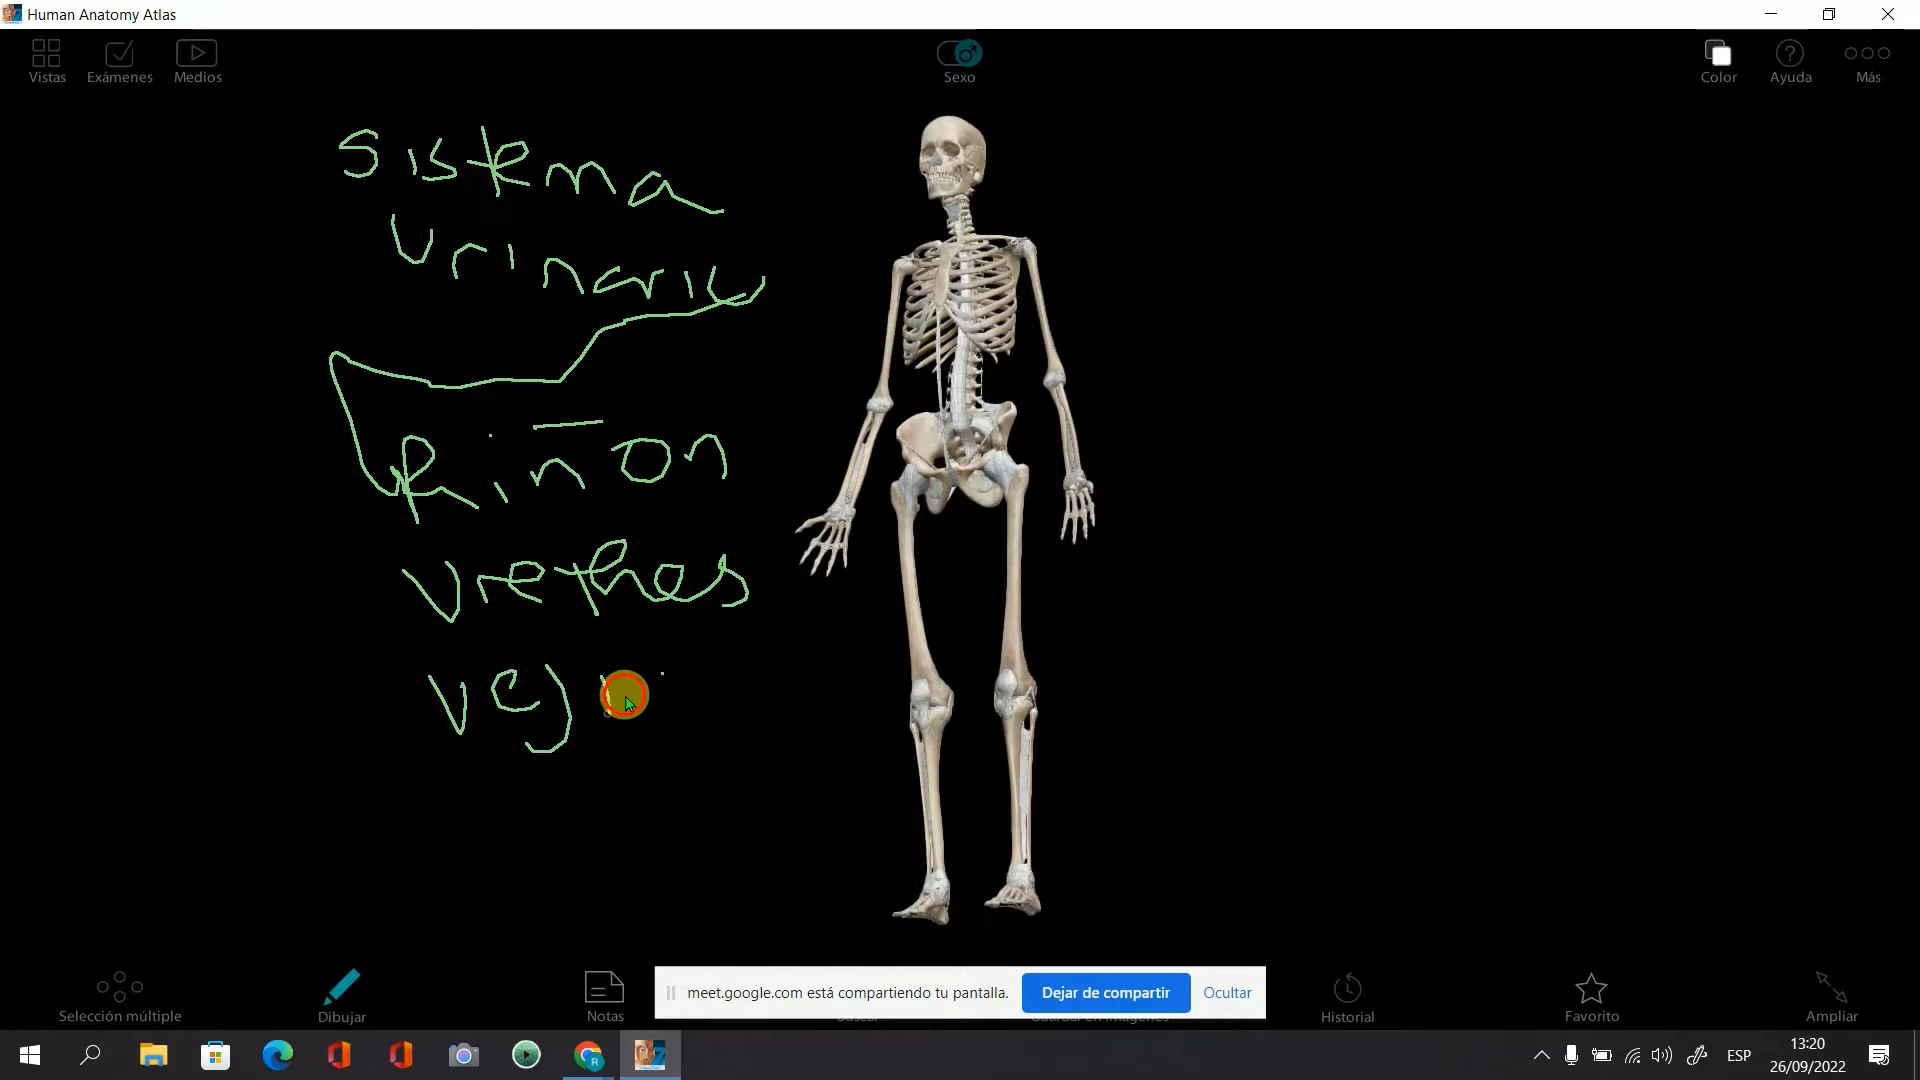 Human Anatomy Atlas
Vistas
Exámenes
Medios
Sexo
Color
Ayuda
Más
Sistema
Urinario
Riñon
Vej
Selección múltiple
Dibujar
Notas
meet.google.com está compartiendo tu pantalla.
Dejar de compartir
Ocultar
Historial
Favorito
Ampliar
ESP
13:20
26/09/2022